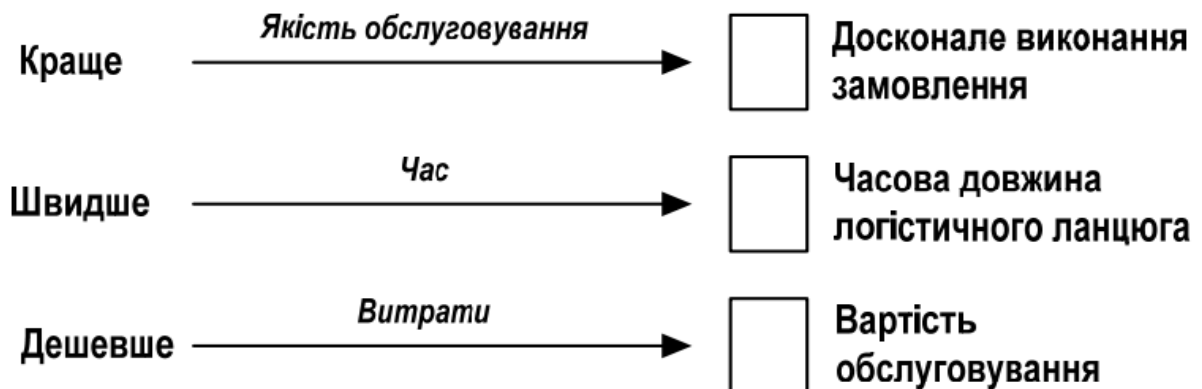 Краще
Якість обслуговування
Досконале виконання
замовлення
Швидше
Час
Часова довжина
логістичного ланцюга
Дешевше
Витрати
Вартість
обслуговування